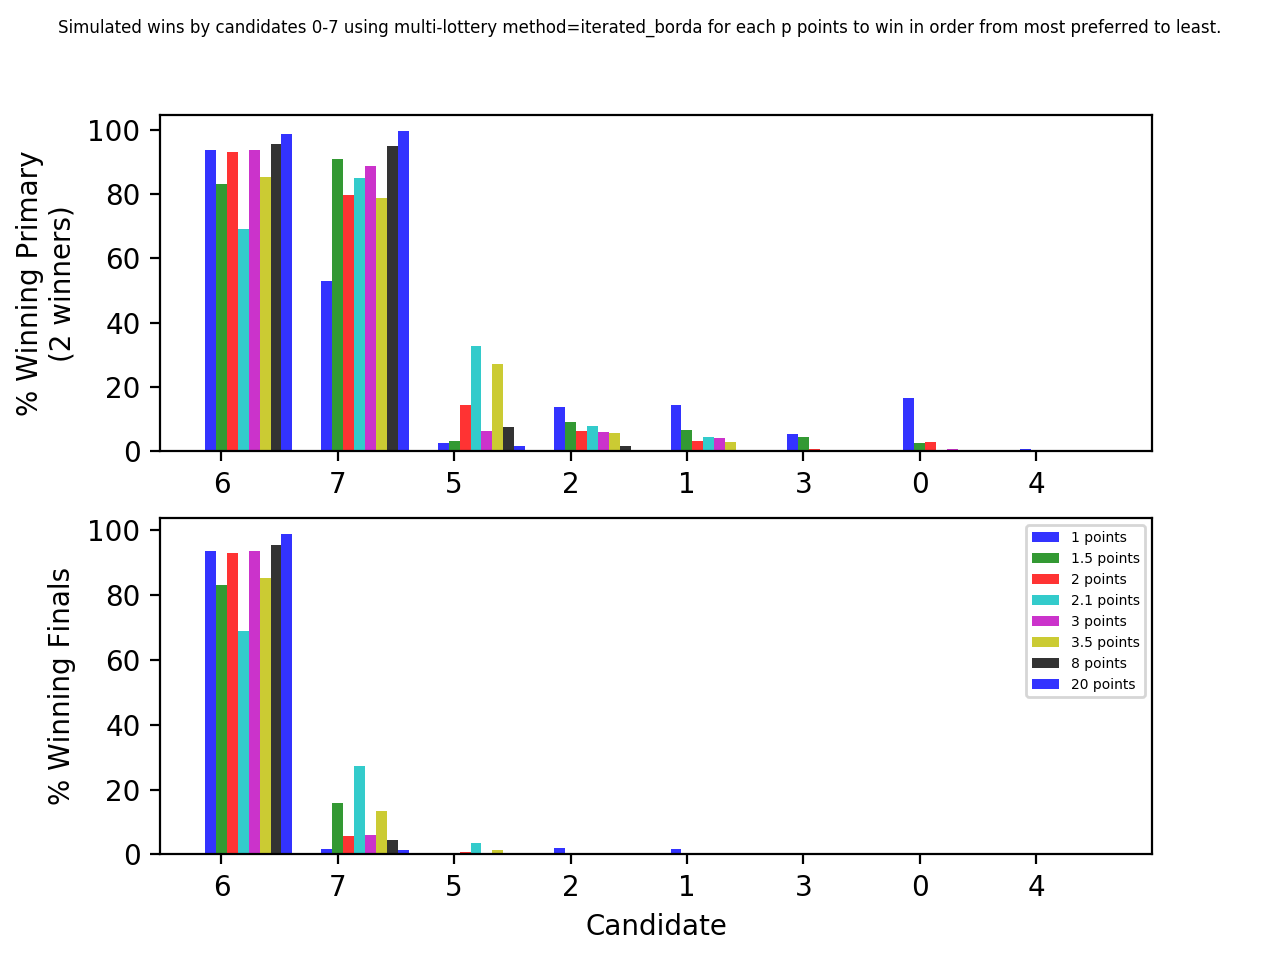 Simulated wins by candidates 0-7 using multi-lottery method=iterated_borda for each p points to win in order from most preferred to least.
% Winning Primary
(2 winners)
100
80
60
40
20
0
6 7 5 2 1 3 0 4
% Winning Finals
100
80
60
40
20
0
1 points
1.5 points
2 points
2.1 points
3 points
3.5 points
8 points
20 points
6 7 5 2 1 3 0 4
Candidate